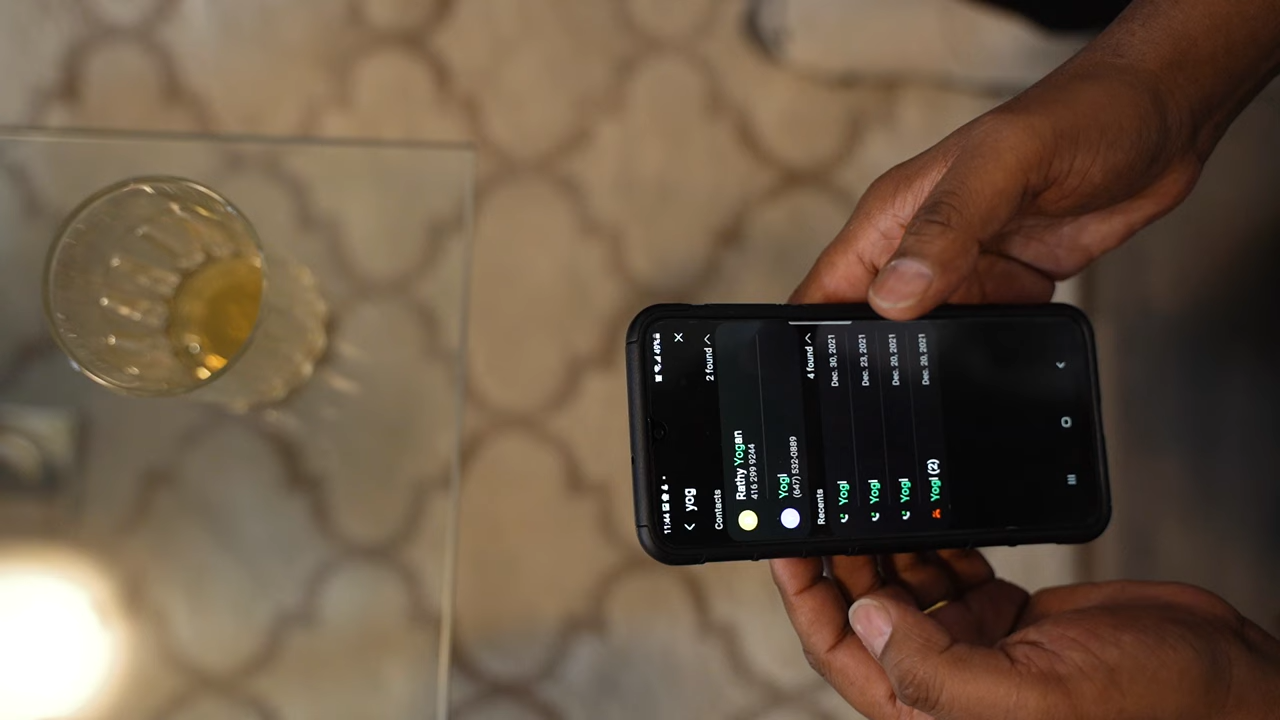 11:44 49%
yog
Contacts 2 found
Rathy Yogan
416 299 9244
Yogi
(647) 532-0889
Recents 4 found
Yogi Dec. 30, 2021
Yogi Dec. 23, 2021
Yogi Dec. 20, 2021
Yogi (2) Dec. 20, 2021